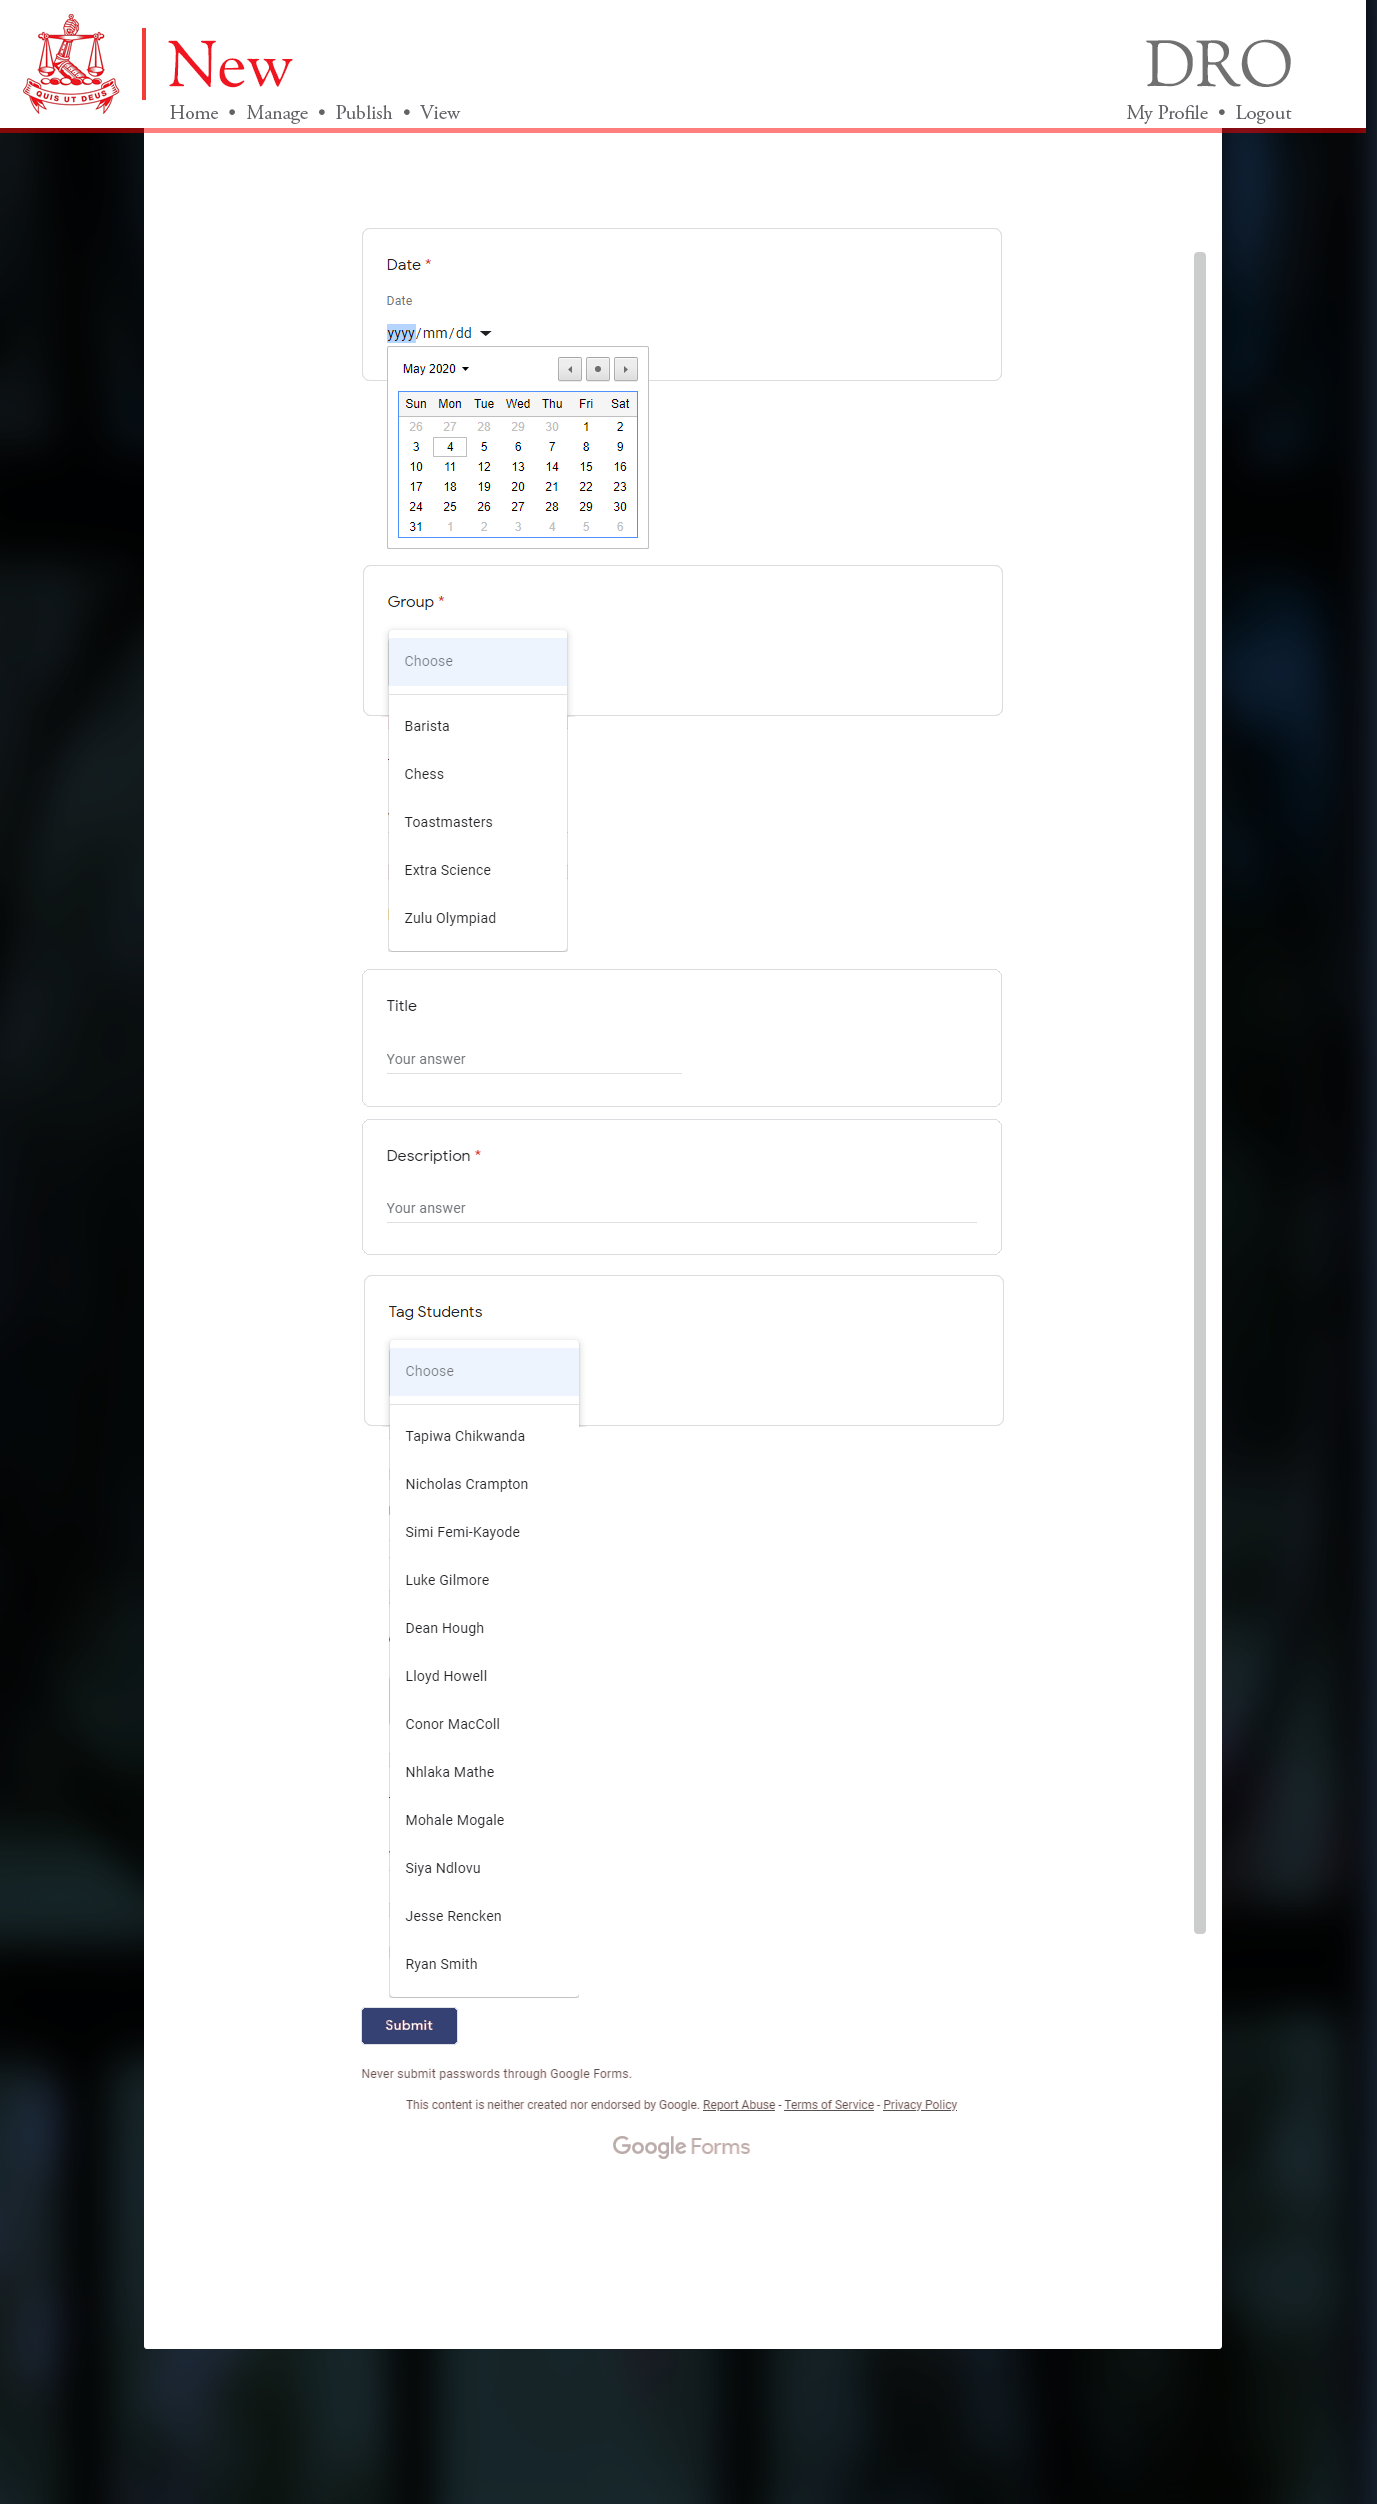 QUIS UT DEUS
New
DRO
Home • Manage • Publish • View
My Profile • Logout
Date *
Date
yyyy/mm/dd
May 2020
Sun Mon Tue Wed Thu Fri Sat
26 27 28 29 30 1 2
3 4 5 6 7 8 9
10 11 12 13 14 15 16
17 18 19 20 21 22 23
24 25 26 27 28 29 30
31 1 2 3 4 5 6
Group *
Choose
Barista
Chess
Toastmasters
Extra Science
Zulu Olympiad
Title
Your answer
Description *
Your answer
Tag Students
Choose
Tapiwa Chikwanda
Nicholas Crampton
Simi Femi-Kayode
Luke Gilmore
Dean Hough
Lloyd Howell
Conor MacColl
Nhlaka Mathe
Mohale Mogale
Siya Ndlovu
Jesse Rencken
Ryan Smith
Submit
Never submit passwords through Google Forms.
This content is neither created nor endorsed by Google. Report Abuse - Terms of Service - Privacy Policy
Google Forms